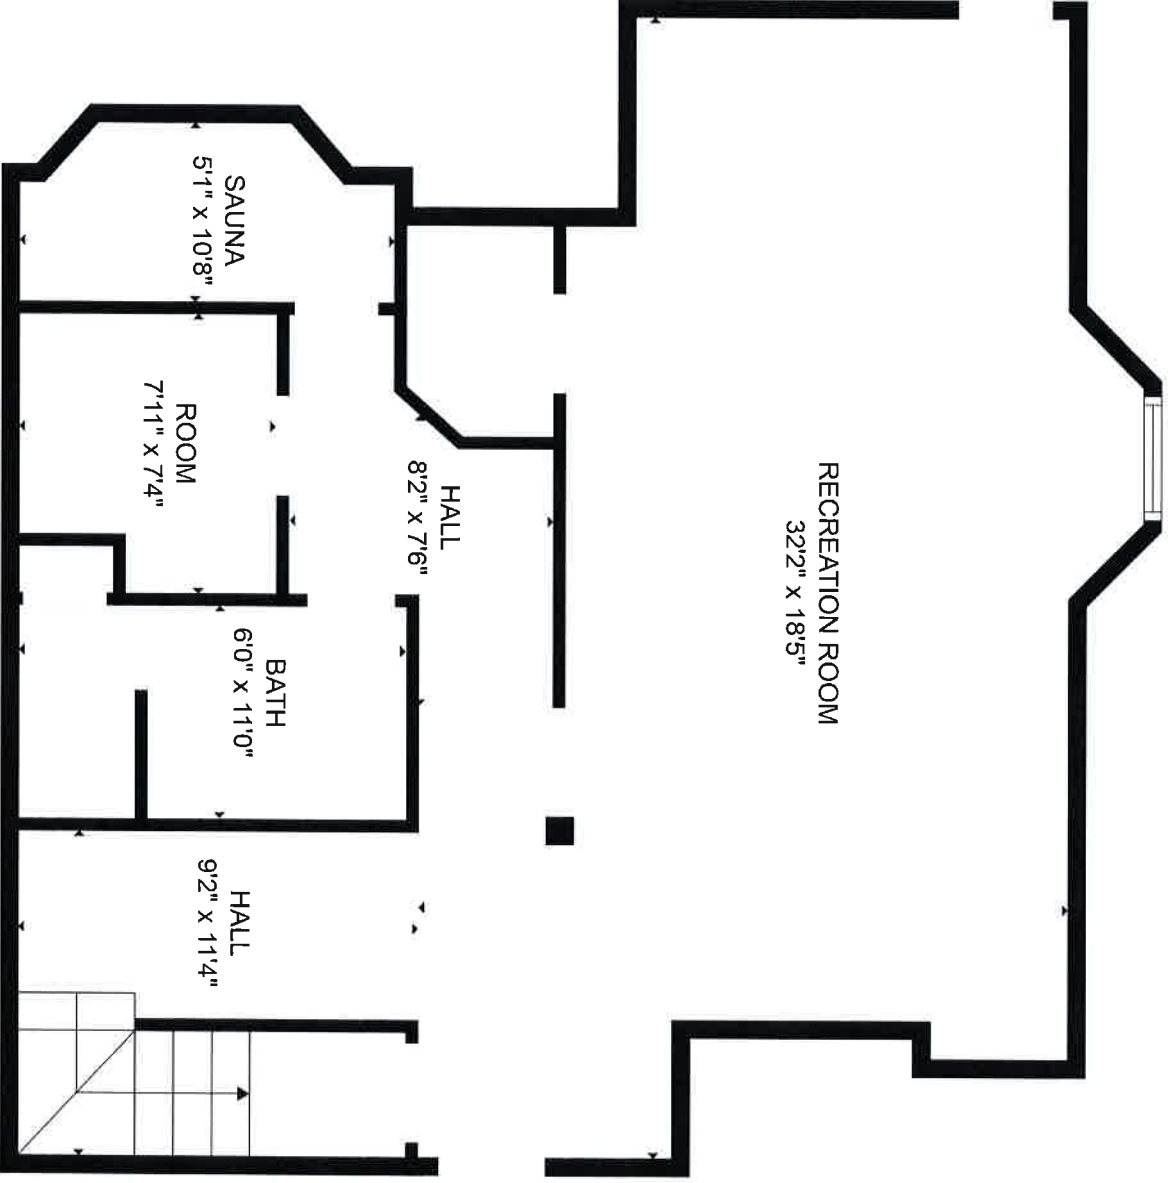 RECREATION ROOM
32'2" x 18'5"
HALL
8'2" x 7'6"
SAUNA
5'1" x 10'8"
ROOM
7'11" x 7'4"
BATH
6'0" x 11'0"
HALL
9'2" x 11'4"